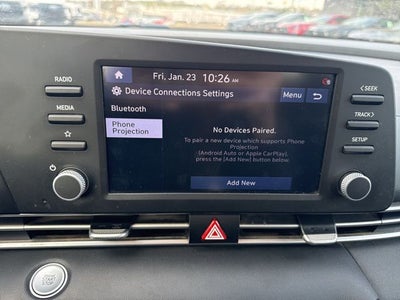 Fri, Jan. 23 10:26 AM
RADIO
< SEEK
Device Connections Settings
Menu
MEDIA
Bluetooth
TRACK >
Phone
Projection
No Devices Paired.
To pair a new device which supports Phone
Projection
(Android Auto or Apple CarPlay),
press the [Add New] button below.
SETUP
Add New